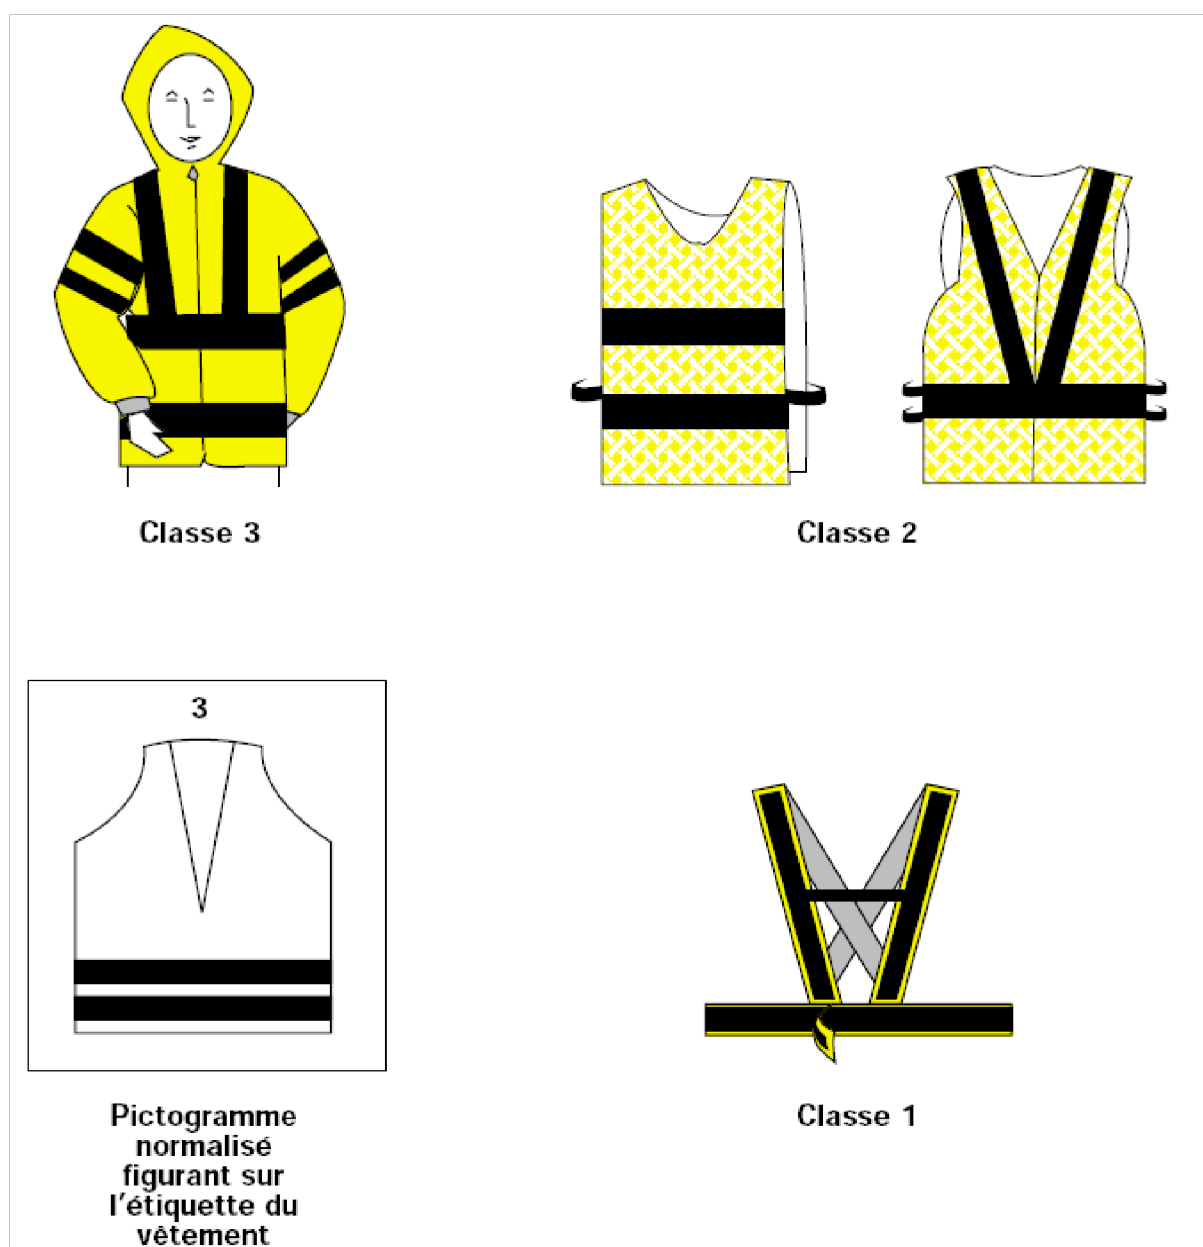 Classe 3
Classe 2
3
Pictogramme
normalisé
figurant sur
l'étiquette du
vêtement
Classe 1